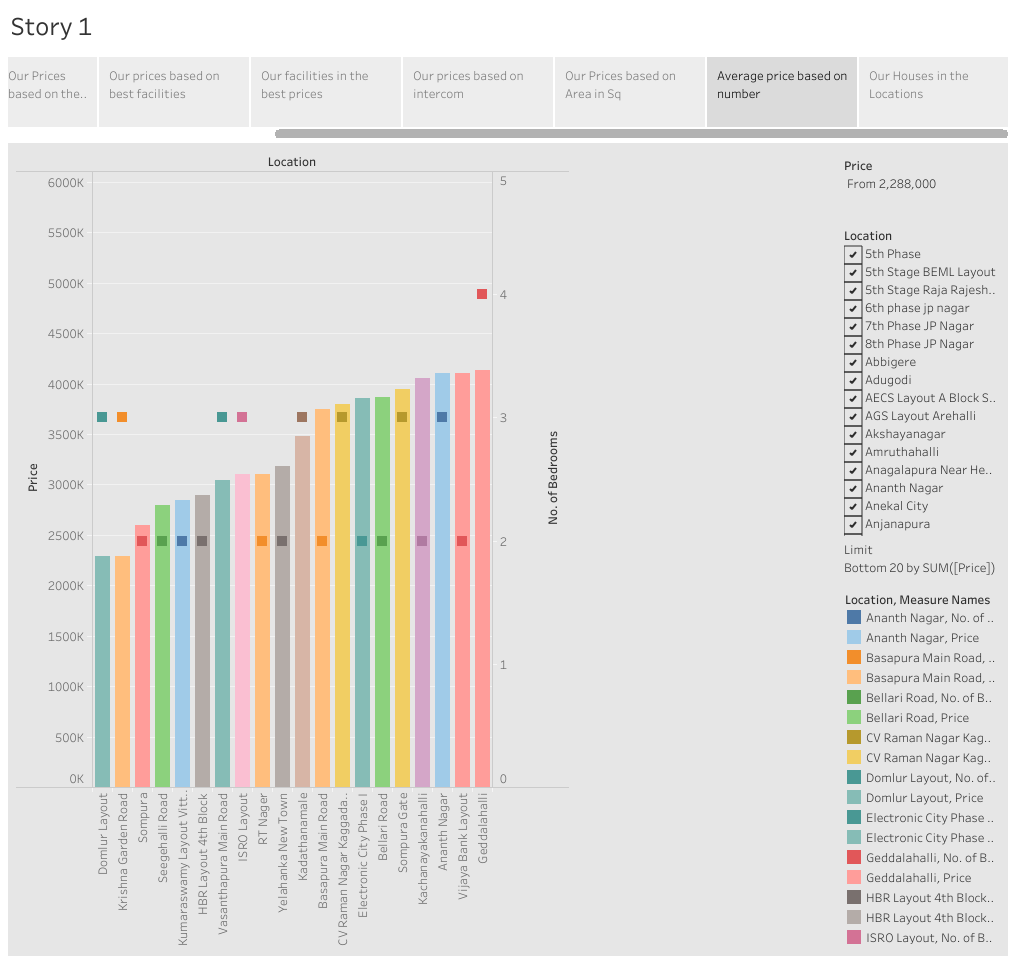 Story 1
Our Prices
based on the..
Our prices based on
best facilities
Our facilities in the
best prices
Our prices based on
intercom
Our Prices based on
Area in Sq
Average price based on
number
Our Houses in the
Locations
Location
6000K
5500K
5000K
4500K
4000K
3500K
3000K
2500K
2000K
1500K
1000K
500K
0K
Price
5
4
3
2
1
0
No. of Bedrooms
Domlur Layout
Krishna Garden Road
Sompura
Seegehalli Road
Kumaraswamy Layout Vitt..
HBR Layout 4th Block
Vasanthapura Main Road
ISRO Layout
RT Nager
Yelahanka New Town
Kadathanamale
Basapura Main Road
CV Raman Nagar Kaggada..
Electronic City Phase I
Bellari Road
Sompura Gate
Kachanayakanahalli
Ananth Nagar
Vijaya Bank Layout
Geddalahalli
Price
From 2,288,000
Location
5th Phase
5th Stage BEML Layout
5th Stage Raja Rajesh..
6th phase jp nagar
7th Phase JP Nagar
8th Phase JP Nagar
Abbigere
Adugodi
AECS Layout A Block S..
AGS Layout Arehalli
Akshayanagar
Amruthahalli
Anagalapura Near He..
Ananth Nagar
Anekal City
Anjanapura
Limit
Bottom 20 by SUM([Price])
Location, Measure Names
Ananth Nagar, No. of ..
Ananth Nagar, Price
Basapura Main Road, ..
Basapura Main Road, ..
Bellari Road, No. of B..
Bellari Road, Price
CV Raman Nagar Kag..
CV Raman Nagar Kag..
Domlur Layout, No. of..
Domlur Layout, Price
Electronic City Phase ..
Electronic City Phase ..
Geddalahalli, No. of B..
Geddalahalli, Price
HBR Layout 4th Block..
HBR Layout 4th Block..
ISRO Layout, No. of B..